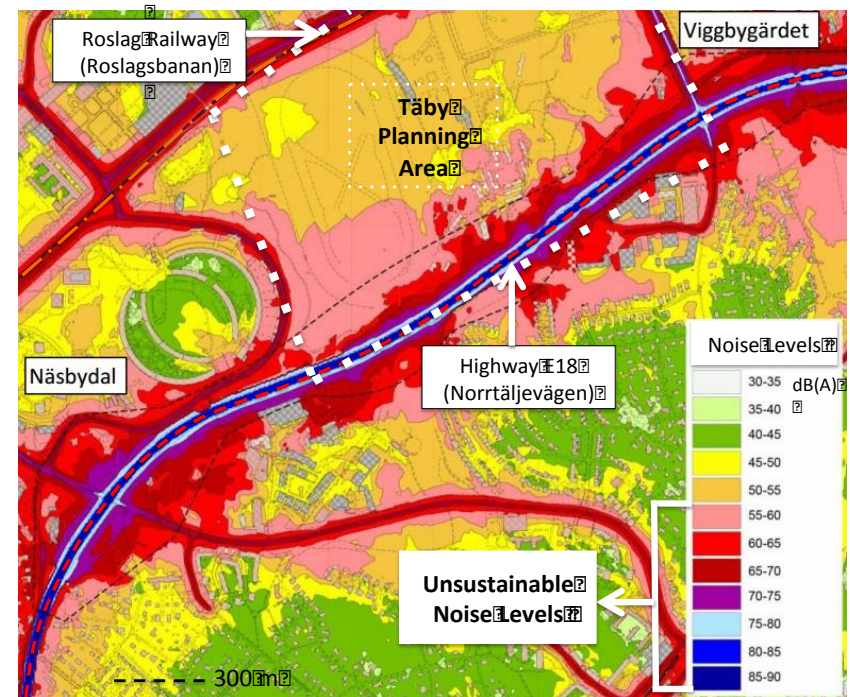 Roslag Railway
(Roslagsbanan)
Viggbygärdet
Täby
Planning
Area
Näsbydal
Highway E18
(Norrtäljevägen)
Noise Levels
dB(A)
30-35
35-40
40-45
45-50
50-55
55-60
60-65
65-70
70-75
75-80
80-85
85-90
Unsustainable
Noise Levels
300 m